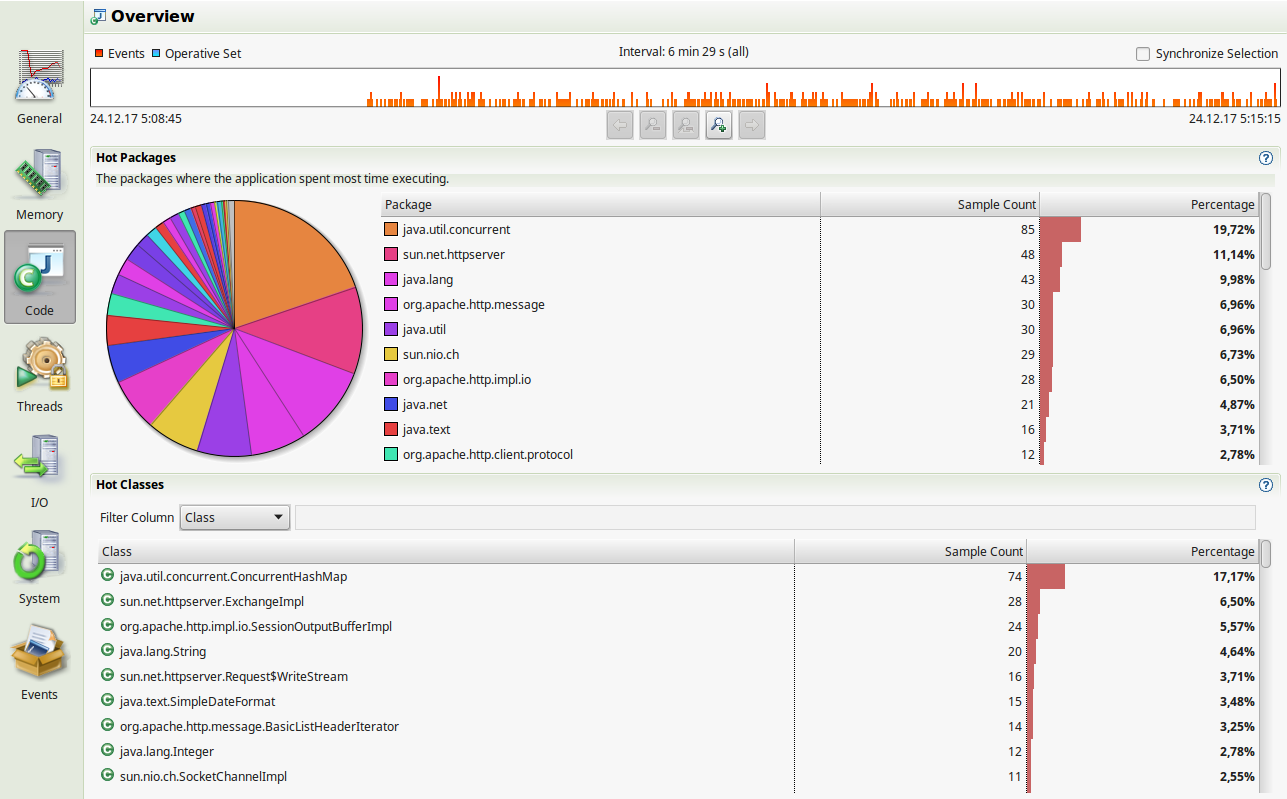 Overview
Events Operative Set Interval: 6 min 29 s (all) Synchronize Selection
24.12.17 5:08:45 24.12.17 5:15:15
General
Memory
Code
Threads
I/O
System
Events
Hot Packages
The packages where the application spent most time executing.
Package Sample Count Percentage
java.util.concurrent 85 19,72%
sun.net.httpserver 48 11,14%
java.lang 43 9,98%
org.apache.http.message 30 6,96%
java.util 30 6,96%
sun.nio.ch 29 6,73%
org.apache.http.impl.io 28 6,50%
java.net 21 4,87%
java.text 16 3,71%
org.apache.http.client.protocol 12 2,78%
Hot Classes
Filter Column Class
Class Sample Count Percentage
java.util.concurrent.ConcurrentHashMap 74 17,17%
sun.net.httpserver.ExchangeImpl 28 6,50%
org.apache.http.impl.io.SessionOutputBufferImpl 24 5,57%
java.lang.String 20 4,64%
sun.net.httpserver.Request$WriteStream 16 3,71%
java.text.SimpleDateFormat 15 3,48%
org.apache.http.message.BasicListHeaderIterator 14 3,25%
java.lang.Integer 12 2,78%
sun.nio.ch.SocketChannelImpl 11 2,55%